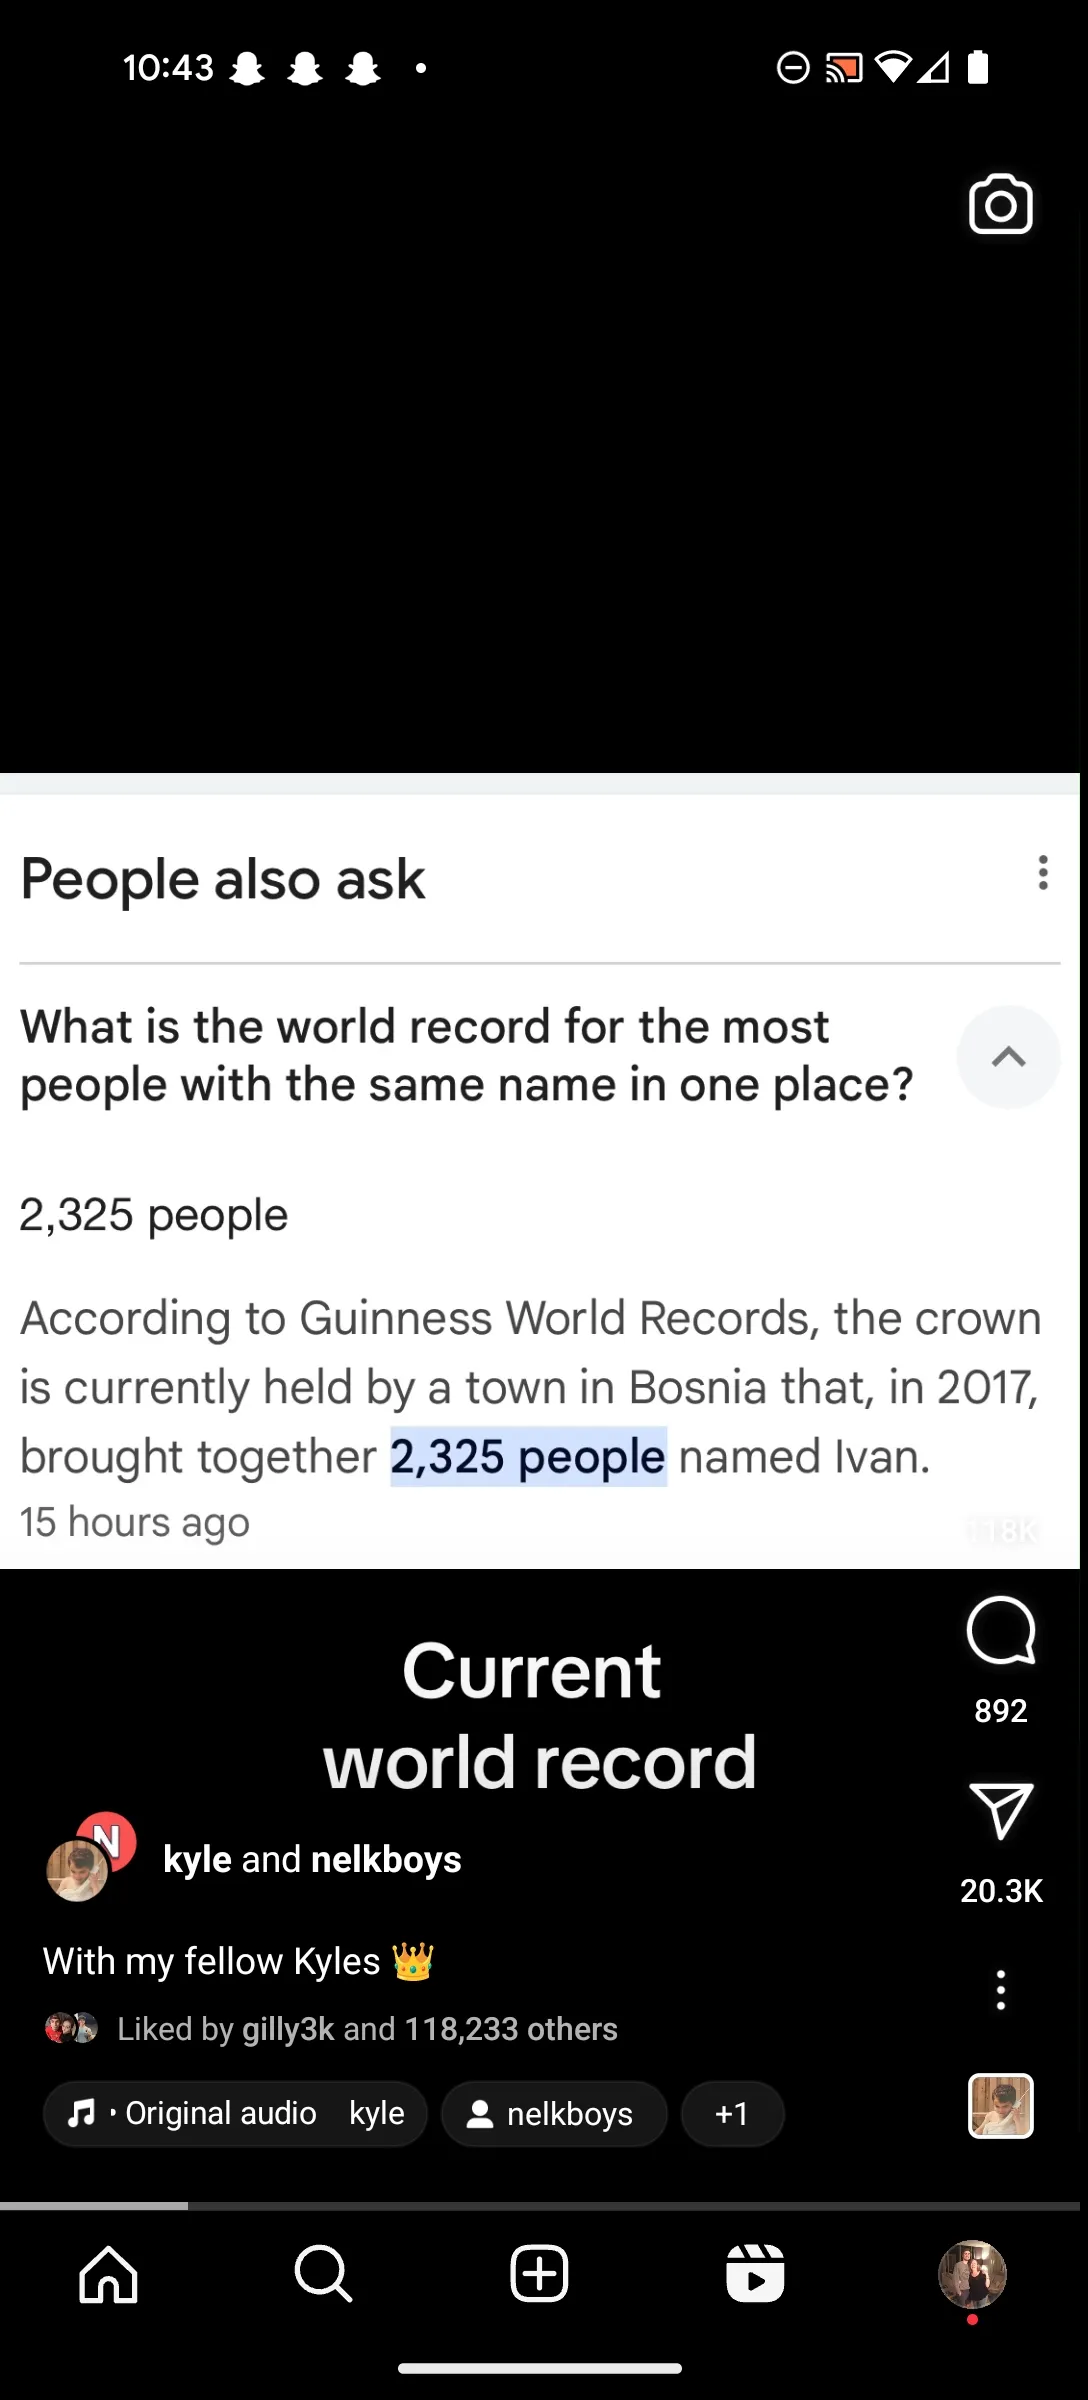 10:43
People also ask
What is the world record for the most
people with the same name in one place?
2,325 people
According to Guinness World Records, the crown
is currently held by a town in Bosnia that, in 2017,
brought together 2,325 people named Ivan.
15 hours ago
118K
Current
world record
892
20.3K
N
kyle and nelkboys
With my fellow Kyles 👑
Liked by gilly3k and 118,233 others
• Original audio kyle
nelkboys
+1